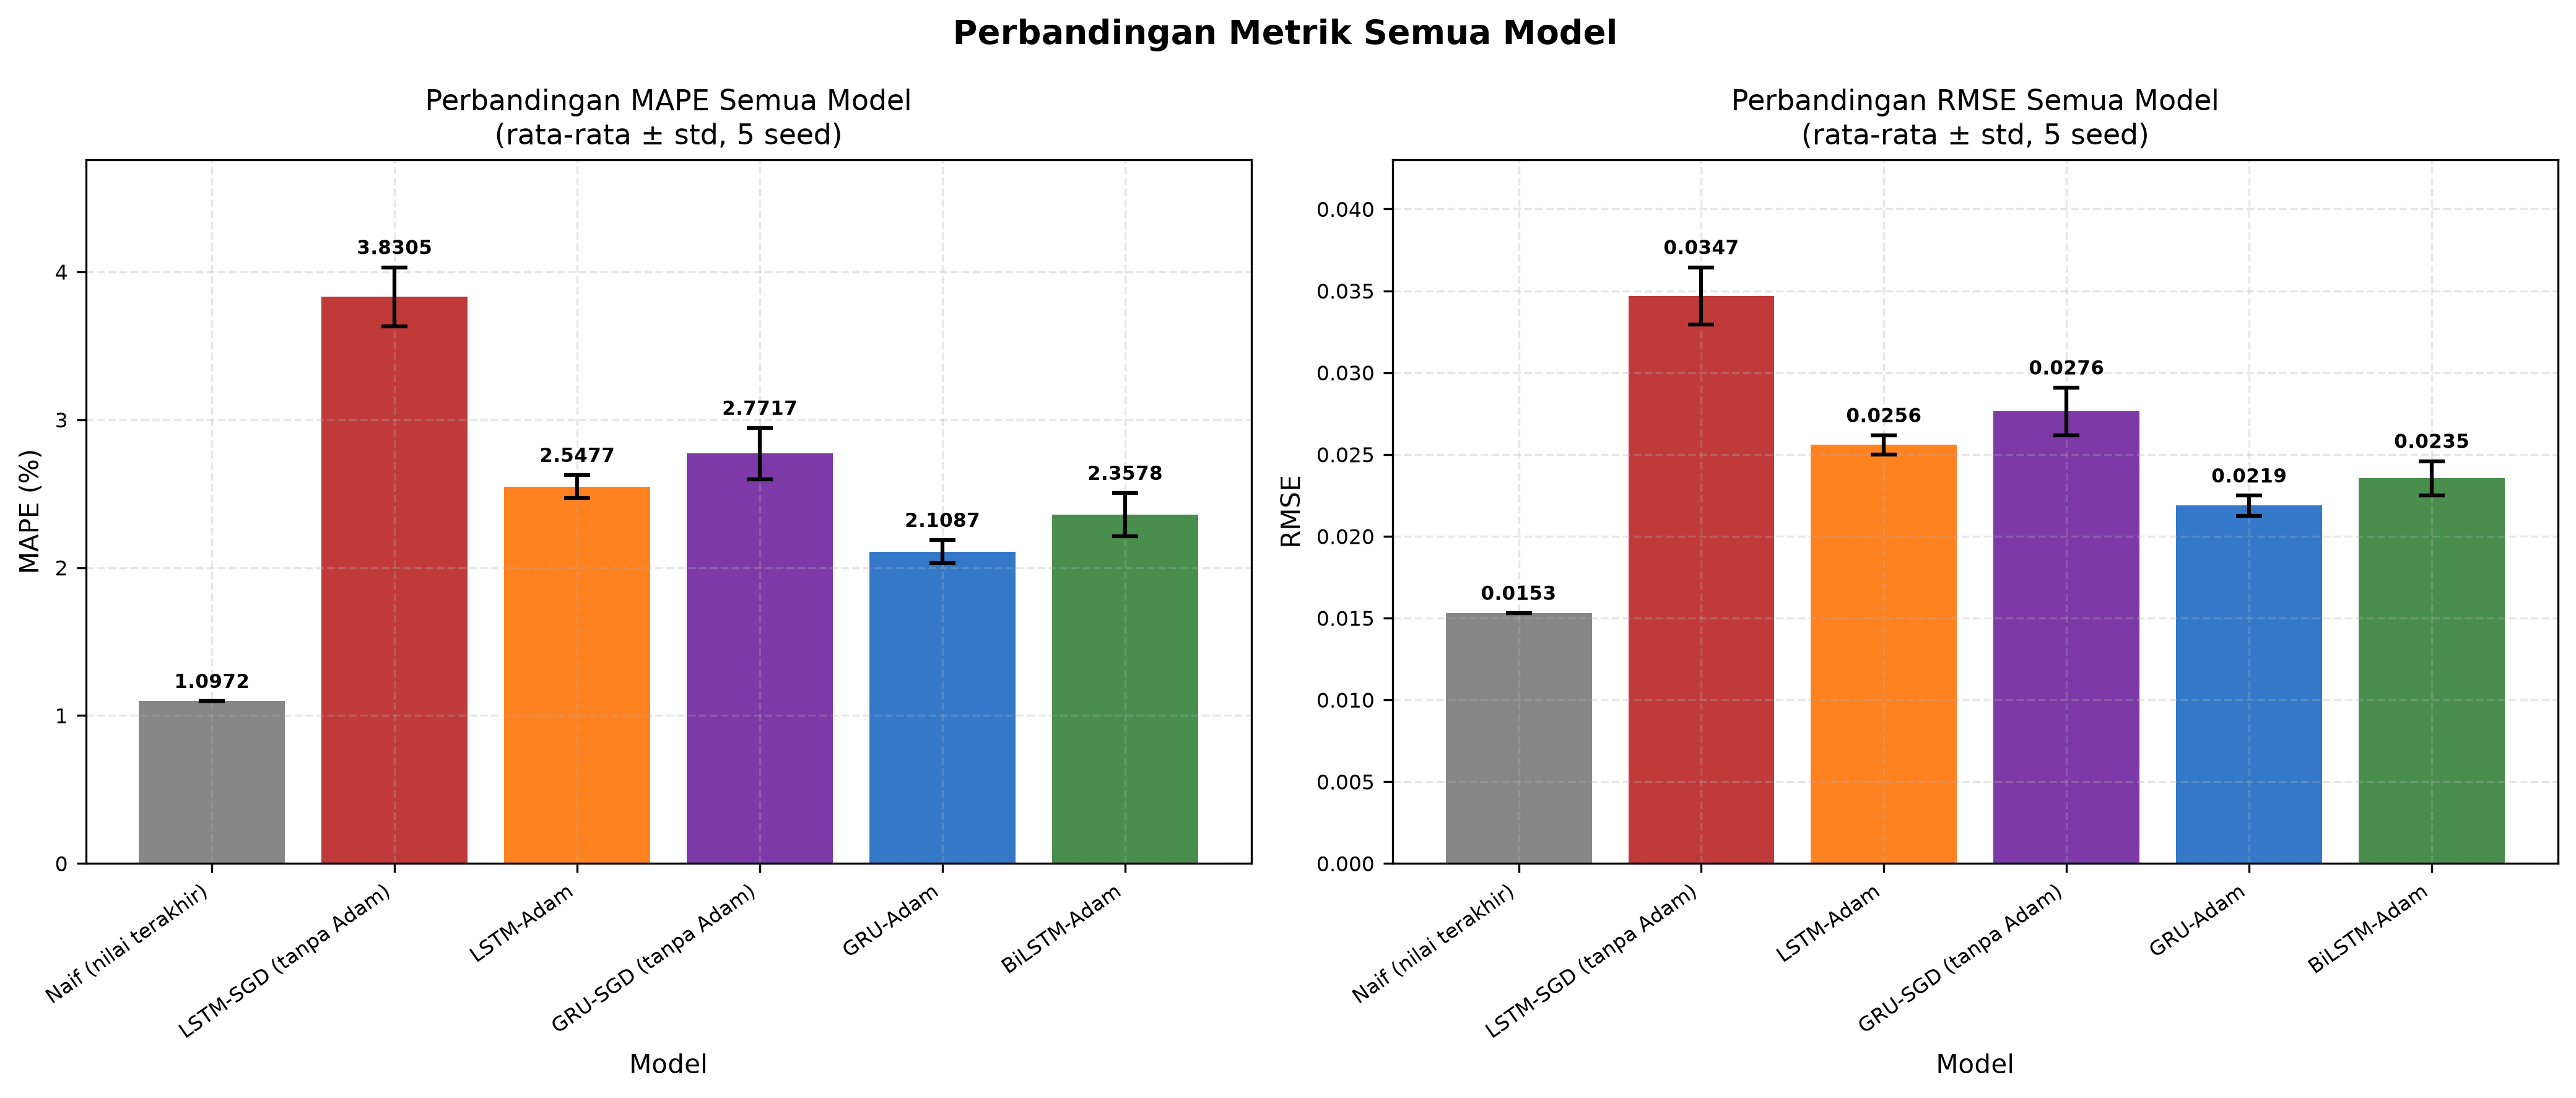 Perbandingan Metrik Semua Model
Perbandingan MAPE Semua Model
(rata-rata ± std, 5 seed)
MAPE (%)
4
3
2
1
0
1.0972
3.8305
2.5477
2.7717
2.1087
2.3578
Naif (nilai terakhir)
LSTM-SGD (tanpa Adam)
LSTM-Adam
GRU-SGD (tanpa Adam)
GRU-Adam
BiLSTM-Adam
Model
Perbandingan RMSE Semua Model
(rata-rata ± std, 5 seed)
RMSE
0.040
0.035
0.030
0.025
0.020
0.015
0.010
0.005
0.000
0.0153
0.0347
0.0256
0.0276
0.0219
0.0235
Naif (nilai terakhir)
LSTM-SGD (tanpa Adam)
LSTM-Adam
GRU-SGD (tanpa Adam)
GRU-Adam
BiLSTM-Adam
Model